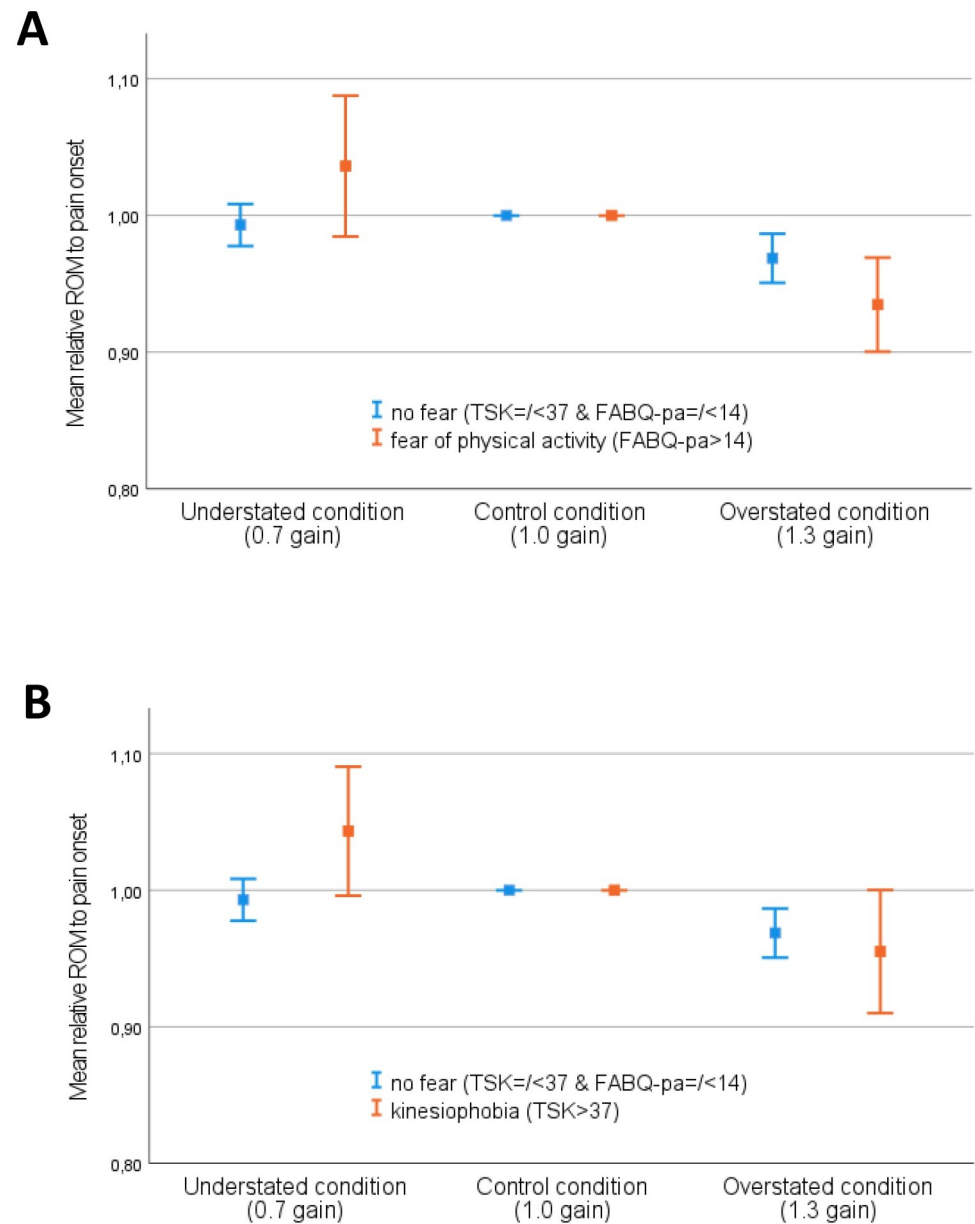 A
Mean relative ROM to pain onset
1,10
1,00
0,90
0,80
no fear (TSK=/<37 & FABQ-pa=/<14)
fear of physical activity (FABQ-pa>14)
Understated condition
(0.7 gain)
Control condition
(1.0 gain)
Overstated condition
(1.3 gain)
B
Mean relative ROM to pain onset
1,10
1,00
0,90
0,80
no fear (TSK=/<37 & FABQ-pa=/<14)
kinesiophobia (TSK>37)
Understated condition
(0.7 gain)
Control condition
(1.0 gain)
Overstated condition
(1.3 gain)